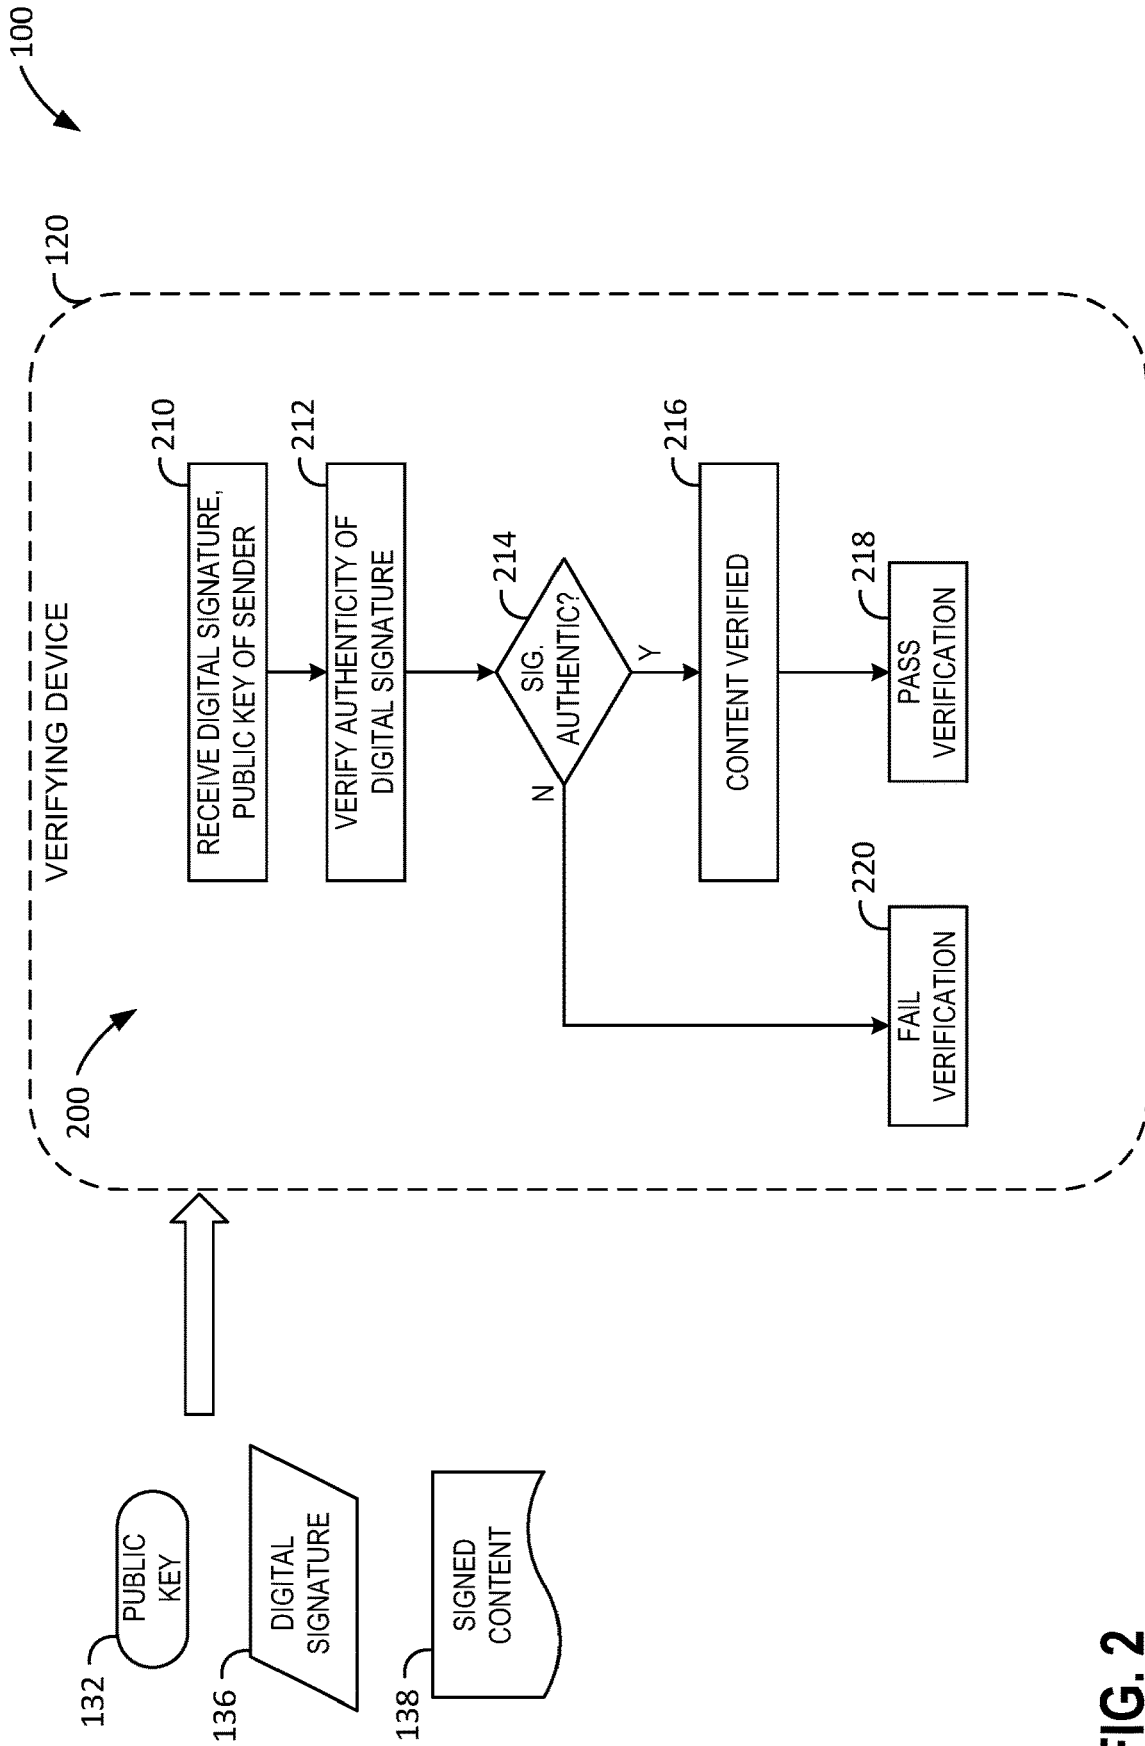 100
120
VERIFYING DEVICE
200
210
RECEIVE DIGITAL SIGNATURE,
PUBLIC KEY OF SENDER
212
VERIFY AUTHENTICITY OF
DIGITAL SIGNATURE
214
SIG.
AUTHENTIC?
N
Y
216
CONTENT VERIFIED
218
PASS
VERIFICATION
220
FAIL
VERIFICATION
132
PUBLIC
KEY
136
DIGITAL
SIGNATURE
138
SIGNED
CONTENT
FIG. 2